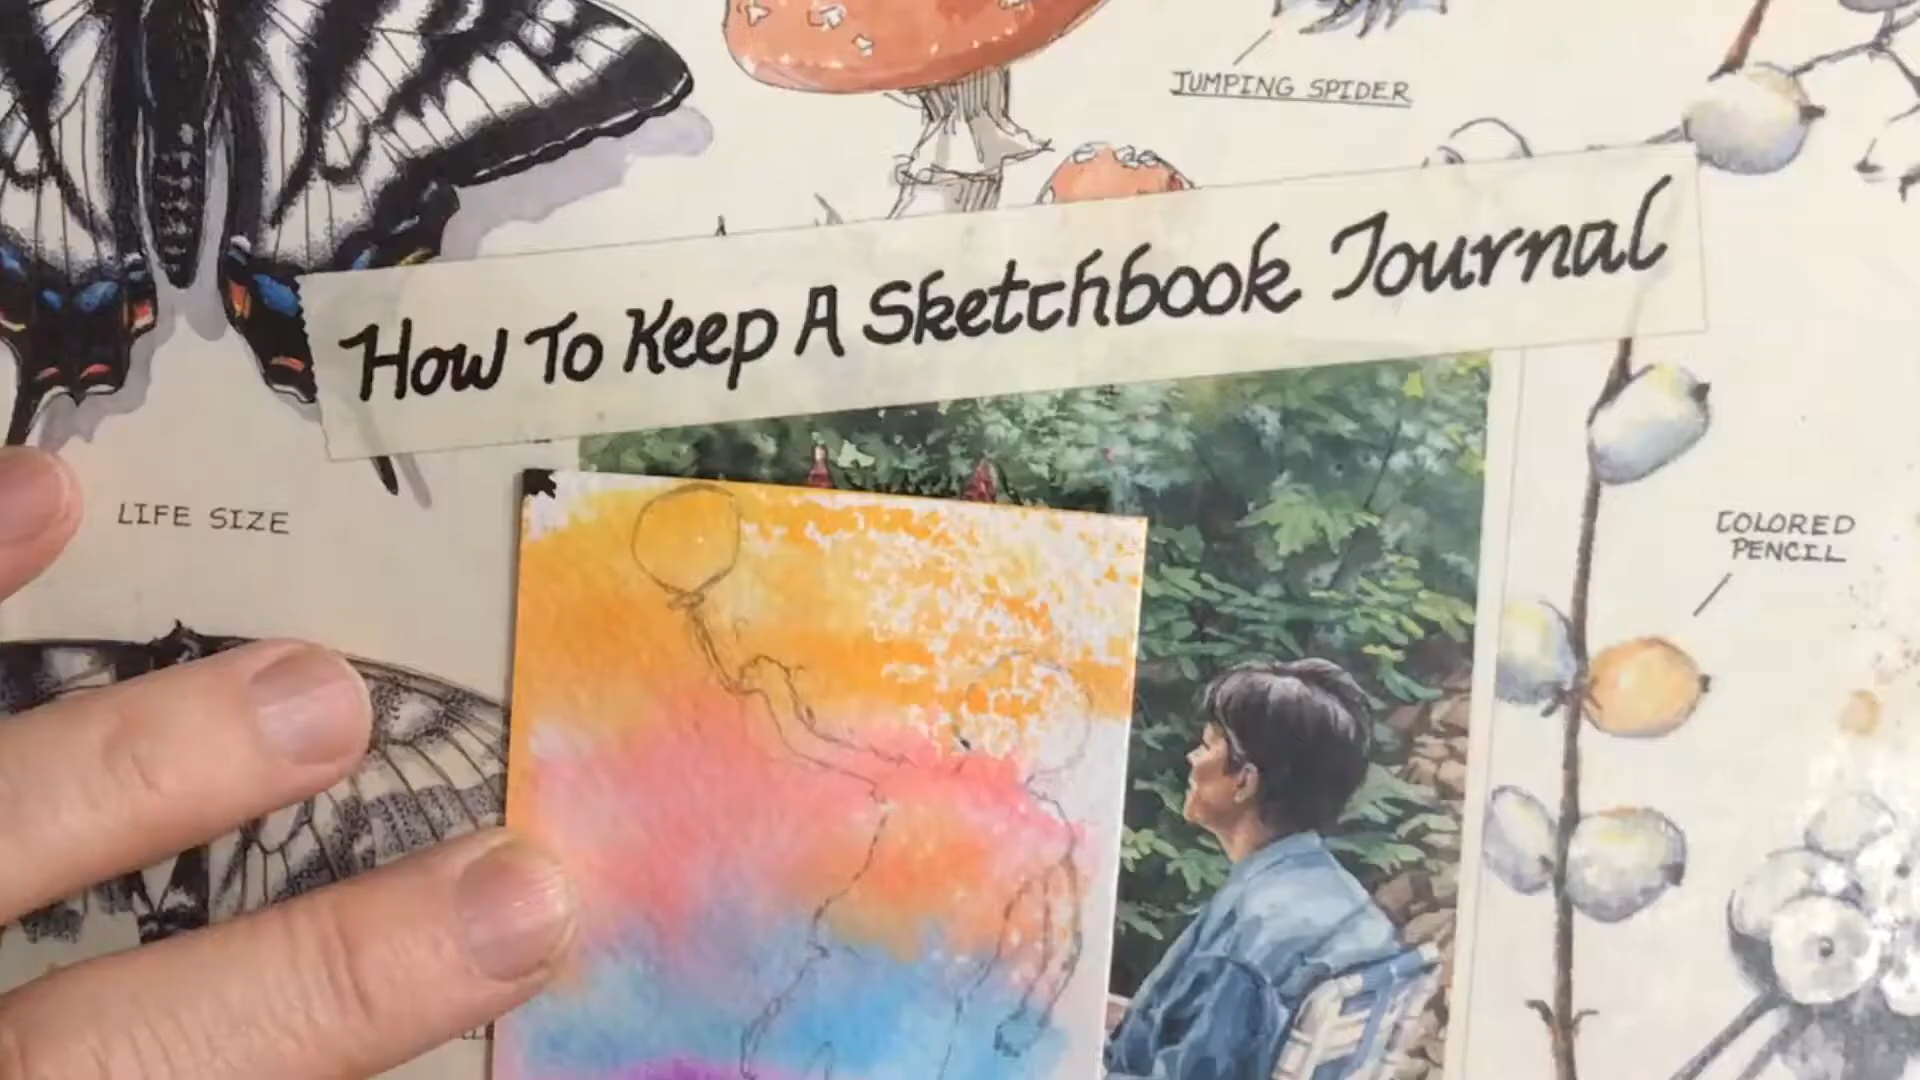 JUMPING SPIDER
How To Keep A Sketchbook Journal
LIFE SIZE
COLORED
PENCIL